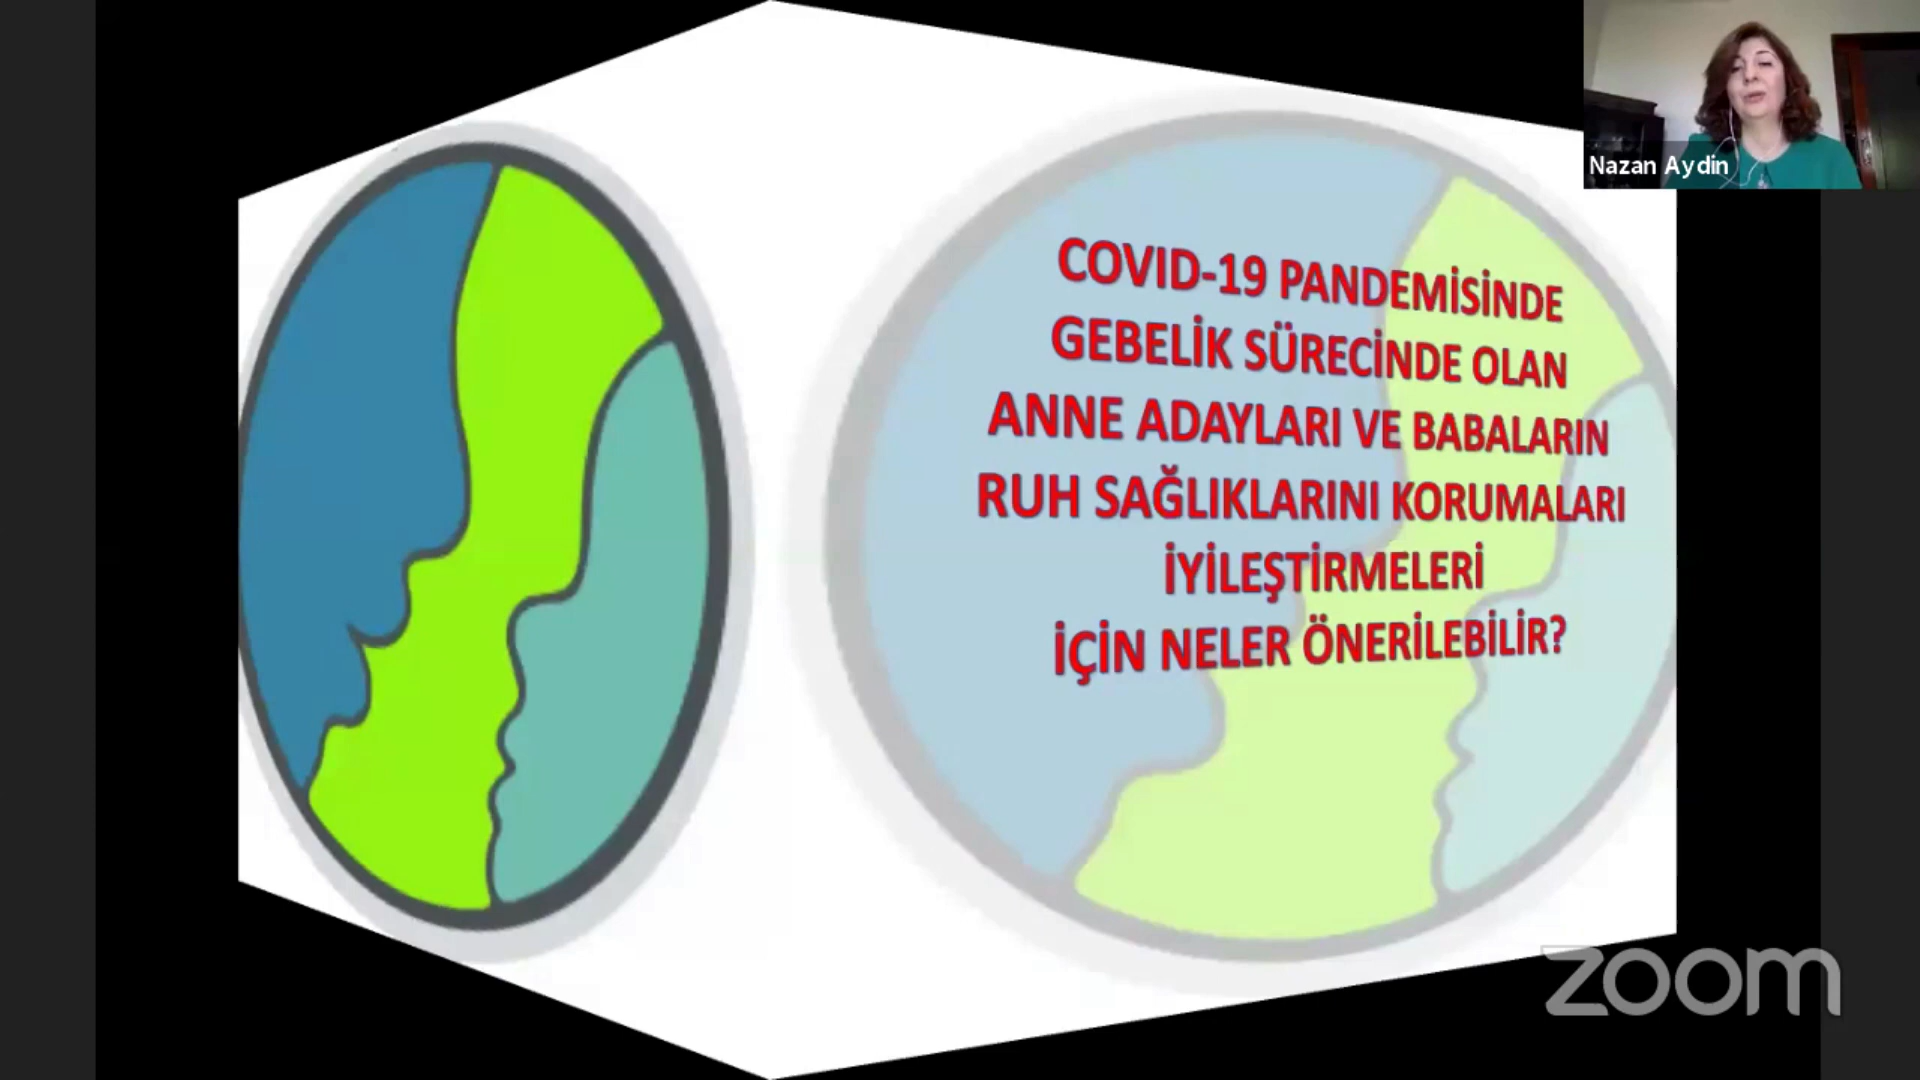 Nazan Aydin
COVID-19 PANDEMİSİNDE
GEBELİK SÜRECİNDE OLAN
ANNE ADAYLARI VE BABALARIN
RUH SAĞLIKLARINI KORUMALARI
İYİLEŞTİRMELERİ
İÇİN NELER ÖNERİLEBİLİR?
zoom